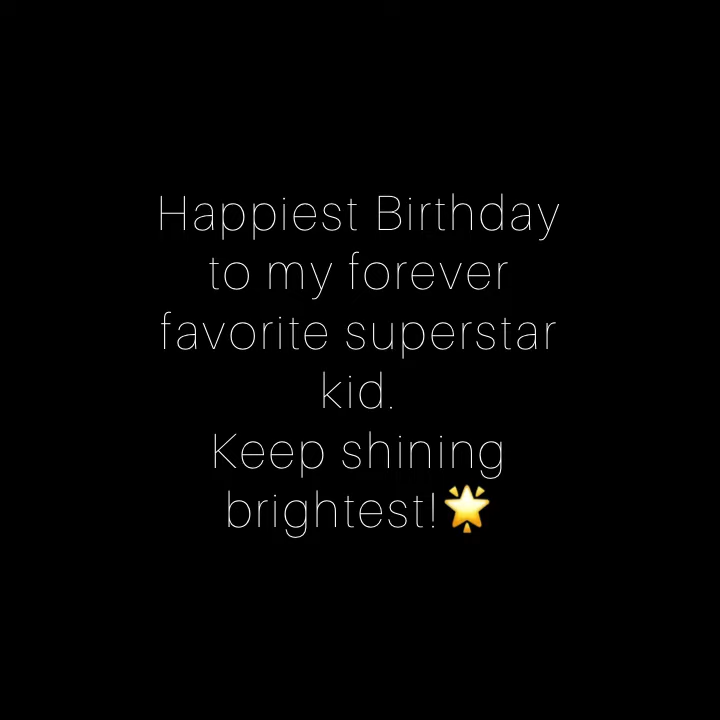 Happiest Birthday
to my forever
favorite superstar
kid.
Keep shining
brightest!🌟